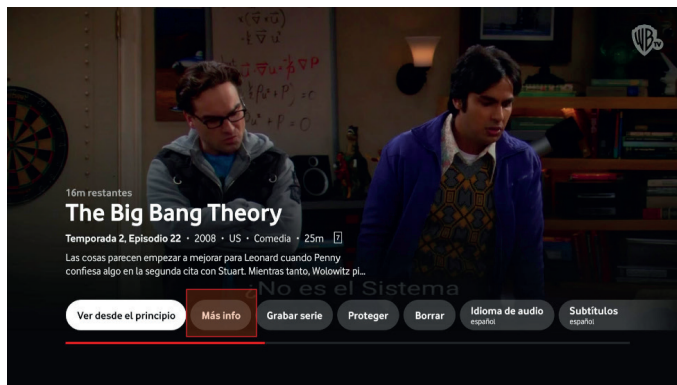 WB TV
16m restantes
The Big Bang Theory
Temporada 2, Episodio 22 · 2008 · US · Comedia · 25m 7
Las cosas parecen empezar a mejorar para Leonard cuando Penny
confiesa algo en la segunda cita con Stuart. Mientras tanto, Wolowitz pi...
¿No es el Sistema
Ver desde el principio
Más info
Grabar serie
Proteger
Borrar
Idioma de audio
español
Subtítulos
español